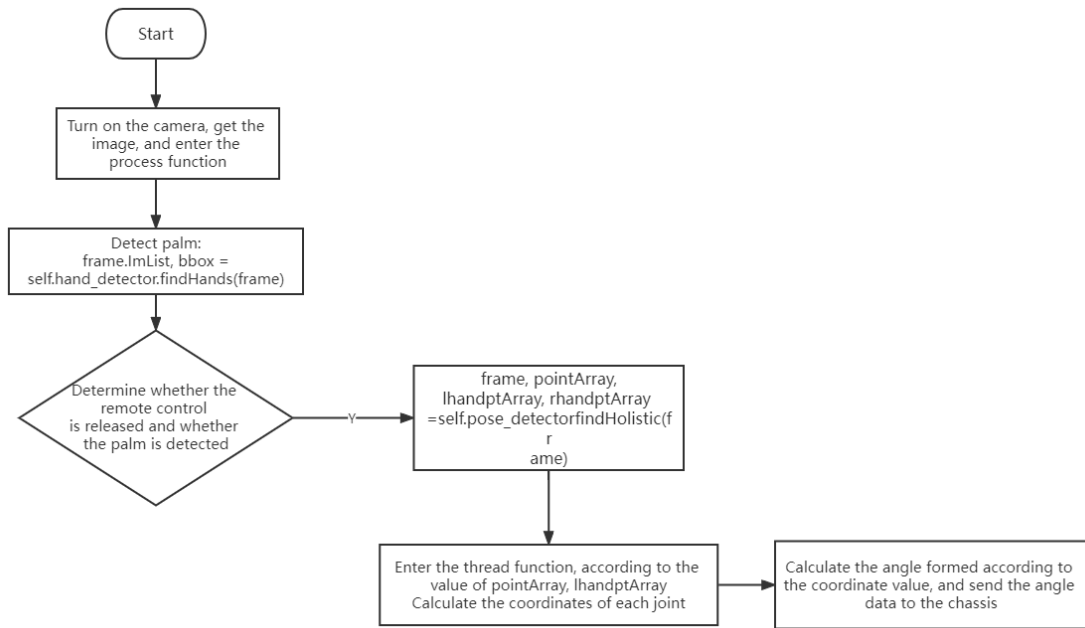 Start
Turn on the camera, get the
image, and enter the
process function
Detect palm:
frame.lmList, bbox =
self.hand_detector.findHands(frame)
Determine whether the
remote control
is released and whether
the palm is detected
Y
frame, pointArray,
lhandptArray, rhandptArray
=self.pose_detectorfindHolistic(f
r
ame)
Enter the thread function, according to the
value of pointArray, lhandptArray
Calculate the coordinates of each joint
Calculate the angle formed according to
the coordinate value, and send the angle
data to the chassis